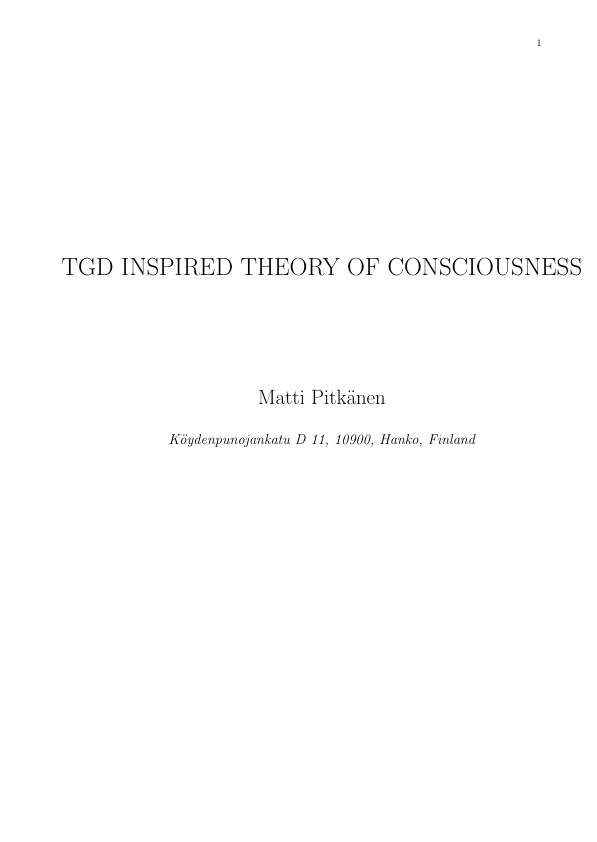 1
TGD INSPIRED THEORY OF CONSCIOUSNESS
Matti Pitkänen
Köydenpunojankatu D 11, 10900, Hanko, Finland